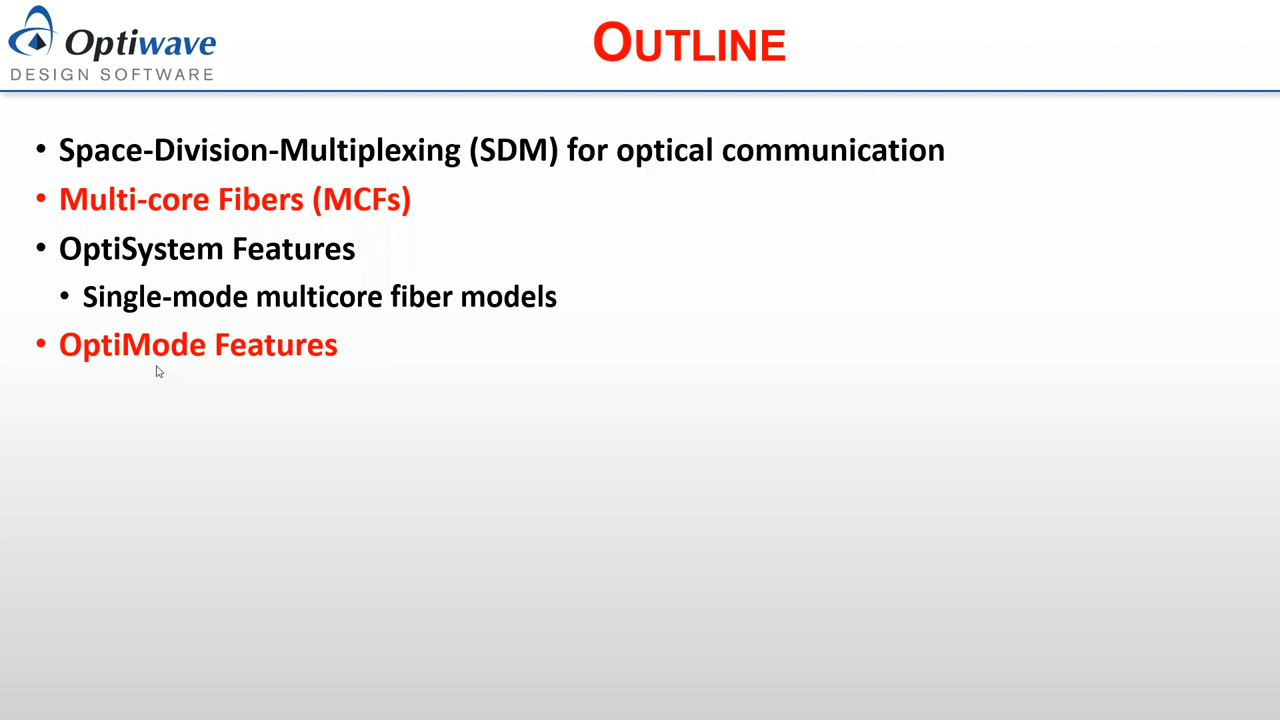 Optiwave
DESIGN SOFTWARE
OUTLINE
• Space-Division-Multiplexing (SDM) for optical communication
• Multi-core Fibers (MCFs)
• OptiSystem Features
• Single-mode multicore fiber models
• OptiMode Features